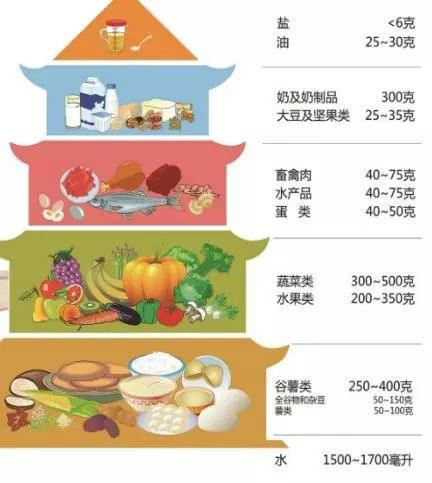 盐 <6克
油 25~30克
奶及奶制品 300克
大豆及坚果类 25~35克
畜禽肉 40~75克
水产品 40~75克
蛋 类 40~50克
蔬菜类 300~500克
水果类 200~350克
谷薯类 250~400克
全谷物和杂豆 50~150克
薯类 50~100克
水 1500~1700毫升